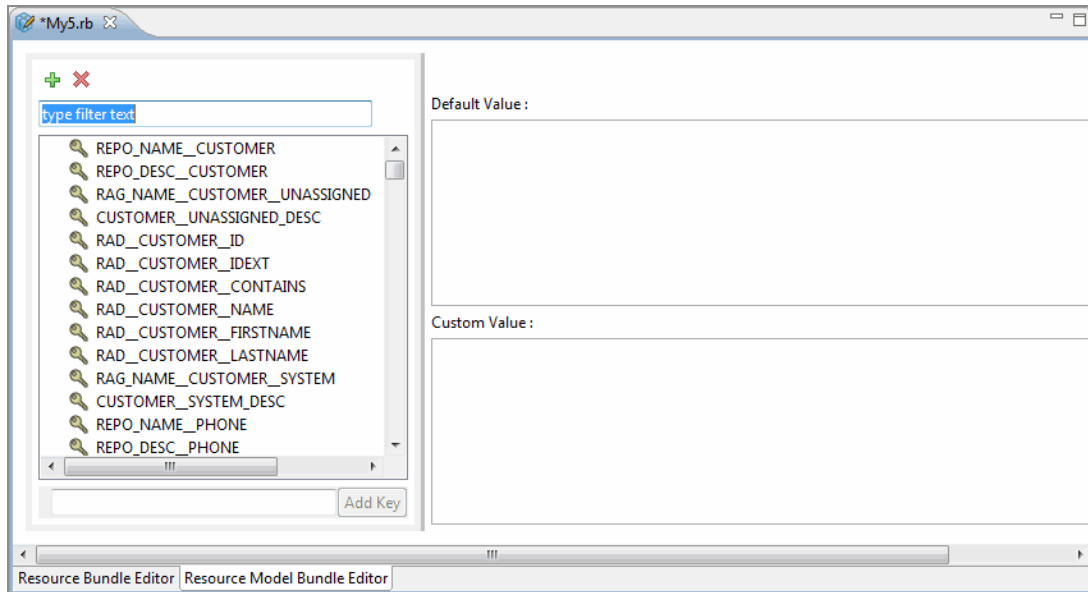 *My5.rb
type filter text
REPO_NAME__CUSTOMER
REPO_DESC__CUSTOMER
RAG_NAME__CUSTOMER__UNASSIGNED
CUSTOMER__UNASSIGNED_DESC
RAD__CUSTOMER__ID
RAD__CUSTOMER__IDEXT
RAD__CUSTOMER__CONTAINS
RAD__CUSTOMER__NAME
RAD__CUSTOMER__FIRSTNAME
RAD__CUSTOMER__LASTNAME
RAG_NAME__CUSTOMER__SYSTEM
CUSTOMER__SYSTEM_DESC
REPO_NAME__PHONE
REPO_DESC__PHONE
Add Key
Default Value :
Custom Value :
Resource Bundle Editor Resource Model Bundle Editor